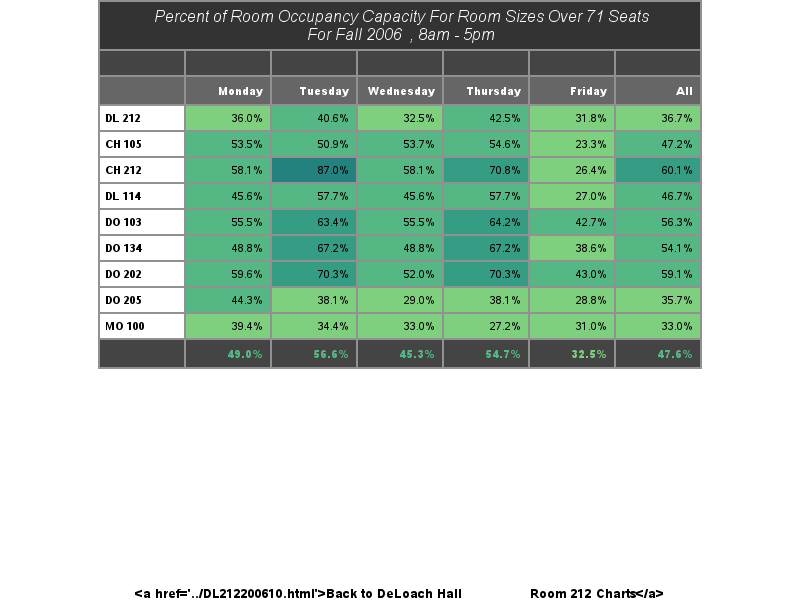 Percent of Room Occupancy Capacity For Room Sizes Over 71 Seats
For Fall 2006 , 8am - 5pm
Monday Tuesday Wednesday Thursday Friday All
DL 212 36.0% 40.6% 32.5% 42.5% 31.8% 36.7%
CH 105 53.5% 50.9% 53.7% 54.6% 23.3% 47.2%
CH 212 58.1% 87.0% 58.1% 70.8% 26.4% 60.1%
DL 114 45.6% 57.7% 45.6% 57.7% 27.0% 46.7%
DO 103 55.5% 63.4% 55.5% 64.2% 42.7% 56.3%
DO 134 48.8% 67.2% 48.8% 67.2% 38.6% 54.1%
DO 202 59.6% 70.3% 52.0% 70.3% 43.0% 59.1%
DO 205 44.3% 38.1% 29.0% 38.1% 28.8% 35.7%
MO 100 39.4% 34.4% 33.0% 27.2% 31.0% 33.0%
49.0% 56.6% 45.3% 54.7% 32.5% 47.6%
<a href='../DL212200610.html'>Back to DeLoach Hall Room 212 Charts</a>